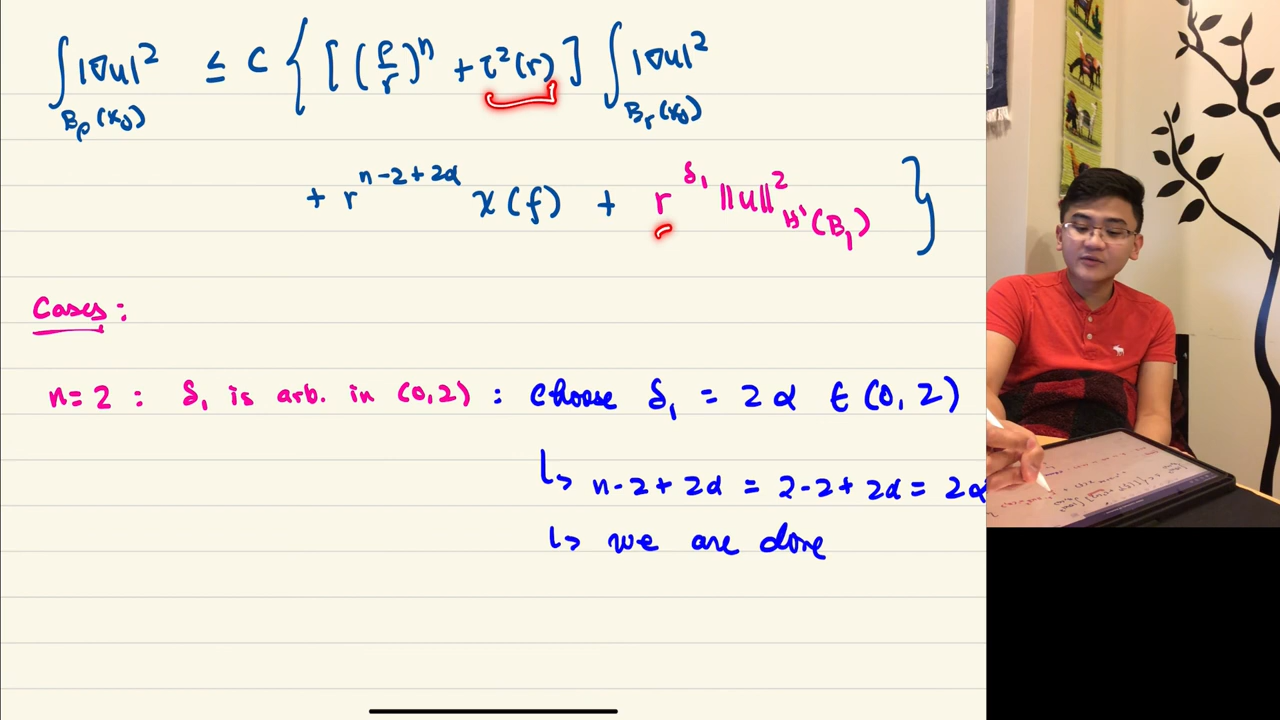 ∫_{B_ρ(x_0)} |∇u|^2 ≤ C { [ (ρ/r)^n + τ^2(r) ] ∫_{B_r(x_0)} |∇u|^2
+ r^{n-2+2α} χ(f) + r^{δ_1} ||u||^2_{H^1(B_1)} }
Cases:
n=2 : δ_1 is arb. in (0,2) : choose δ_1 = 2α ∈ (0,2)
↳ n-2+2α = 2-2+2α = 2α
↳ we are done